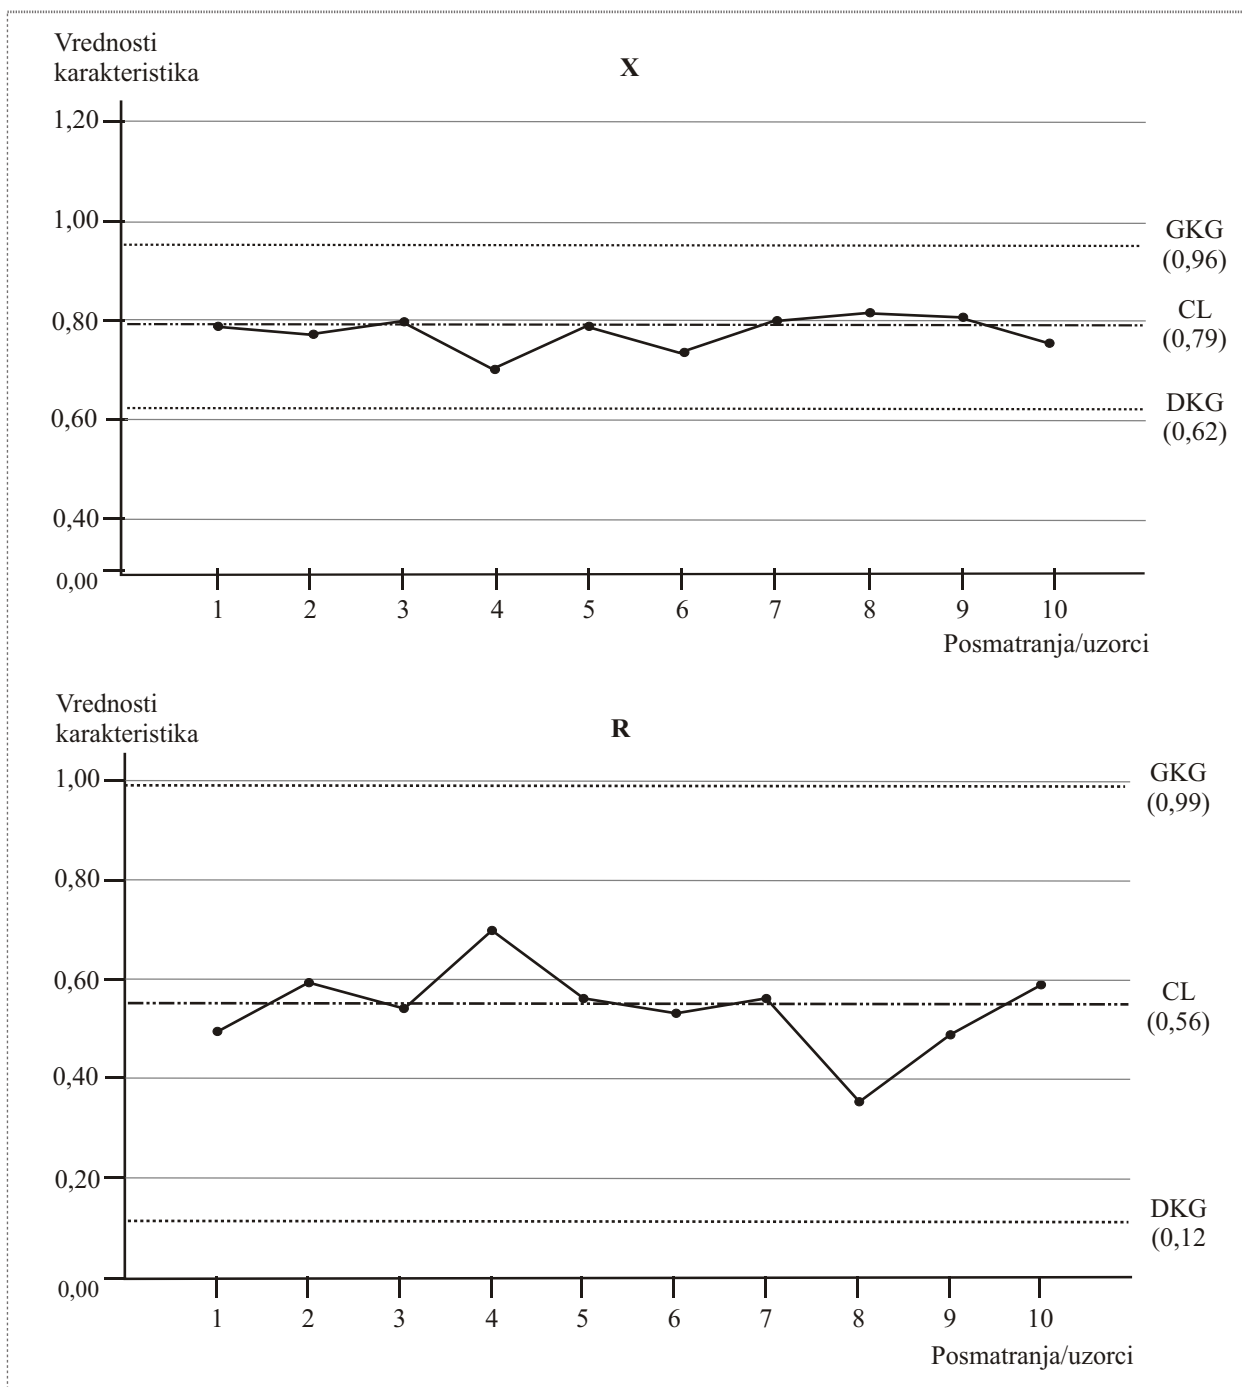 Vrednosti
karakteristika
X
1,20
1,00
GKG
(0,96)
0,80
CL
(0,79)
0,60
DKG
(0,62)
0,40
0,00
1 2 3 4 5 6 7 8 9 10
Posmatranja/uzorci
Vrednosti
karakteristika
R
1,00
GKG
(0,99)
0,80
0,60
CL
(0,56)
0,40
0,20
DKG
(0,12
0,00
1 2 3 4 5 6 7 8 9 10
Posmatranja/uzorci